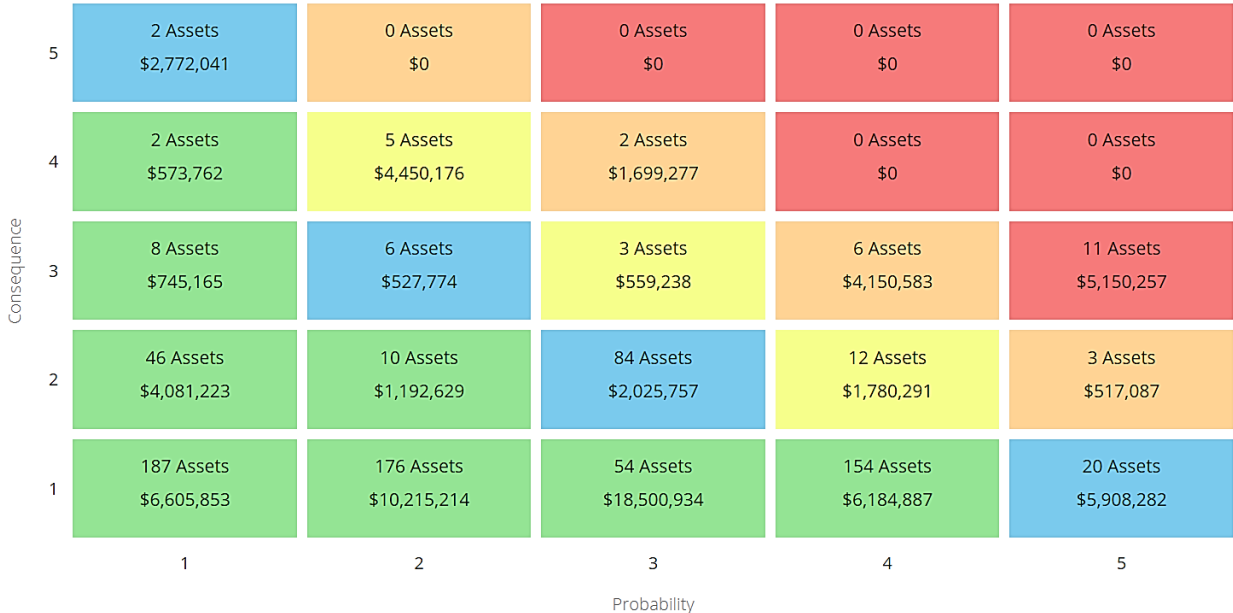 5
2 Assets
$2,772,041
0 Assets
$0
0 Assets
$0
0 Assets
$0
0 Assets
$0
4
2 Assets
$573,762
5 Assets
$4,450,176
2 Assets
$1,699,277
0 Assets
$0
0 Assets
$0
Consequence
3
8 Assets
$745,165
6 Assets
$527,774
3 Assets
$559,238
6 Assets
$4,150,583
11 Assets
$5,150,257
2
46 Assets
$4,081,223
10 Assets
$1,192,629
84 Assets
$2,025,757
12 Assets
$1,780,291
3 Assets
$517,087
1
187 Assets
$6,605,853
176 Assets
$10,215,214
54 Assets
$18,500,934
154 Assets
$6,184,887
20 Assets
$5,908,282
1
2
3
4
5
Probability